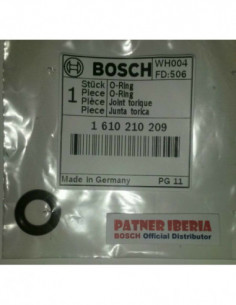 BOSCH
WH004
FD:506
1
Stück O-Ring
Piece O-Ring
Pièce Joint torique
Pieza Junta torica
1 610 210 209
Made in Germany
PG 11
PATNER IBERIA
BOSCH Official Distributor